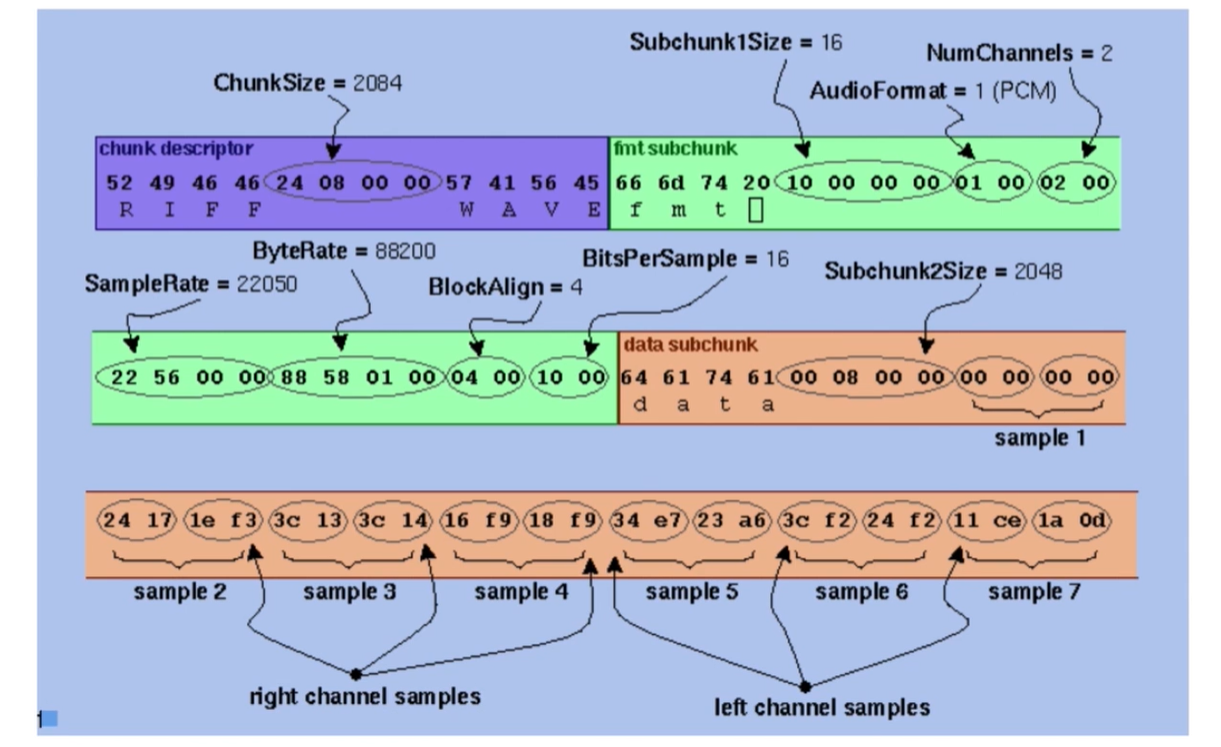 Subchunk1Size = 16
NumChannels = 2
ChunkSize = 2084
AudioFormat = 1 (PCM)
chunk descriptor
fmt subchunk
52 49 46 46 24 08 00 00 57 41 56 45 66 6d 74 20 10 00 00 00 01 00 02 00
R I F F W A V E f m t
ByteRate = 88200
BitsPerSample = 16
Subchunk2Size = 2048
SampleRate = 22050
BlockAlign = 4
data subchunk
22 56 00 00 88 58 01 00 04 00 10 00 64 61 74 61 00 08 00 00 00 00 00 00
d a t a
sample 1
24 17 1e f3 3c 13 3c 14 16 f9 18 f9 34 e7 23 a6 3c f2 24 f2 11 ce 1a 0d
sample 2 sample 3 sample 4 sample 5 sample 6 sample 7
right channel samples
left channel samples